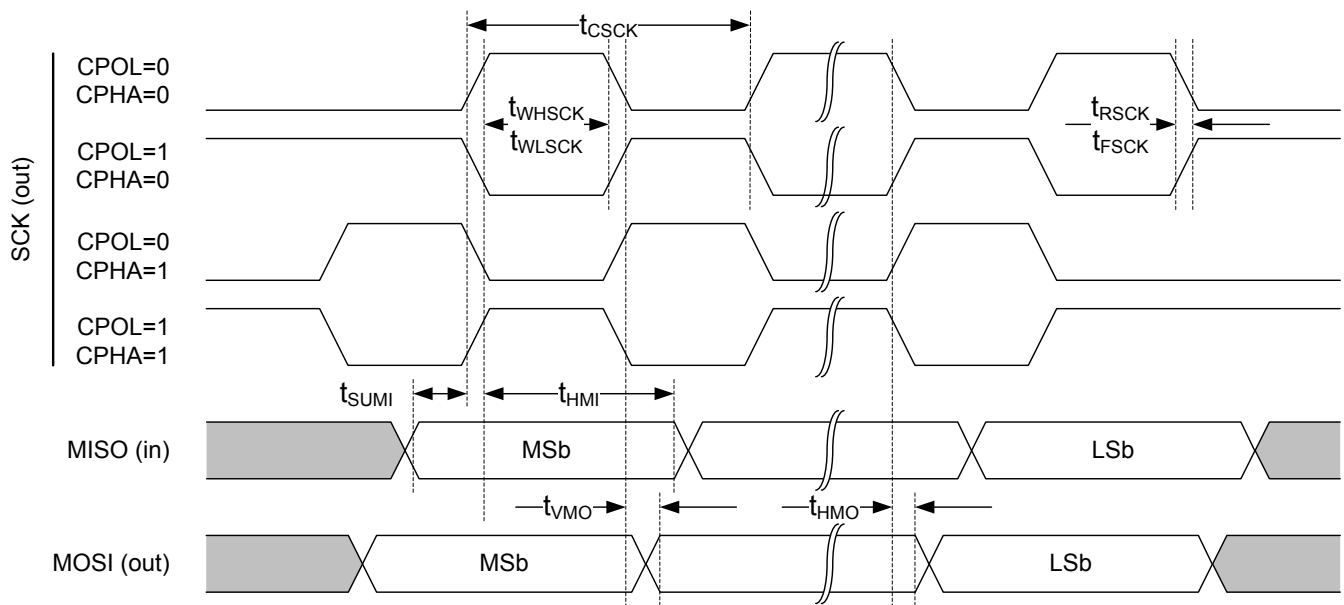 tCSCK
SCK (out)
CPOL=0
CPHA=0
tWHSCK
tWLSCK
tRSCK
tFSCK
CPOL=1
CPHA=0
CPOL=0
CPHA=1
CPOL=1
CPHA=1
tSUMI
tHMI
MISO (in)
MSb
LSb
tVMO
tHMO
MOSI (out)
MSb
LSb